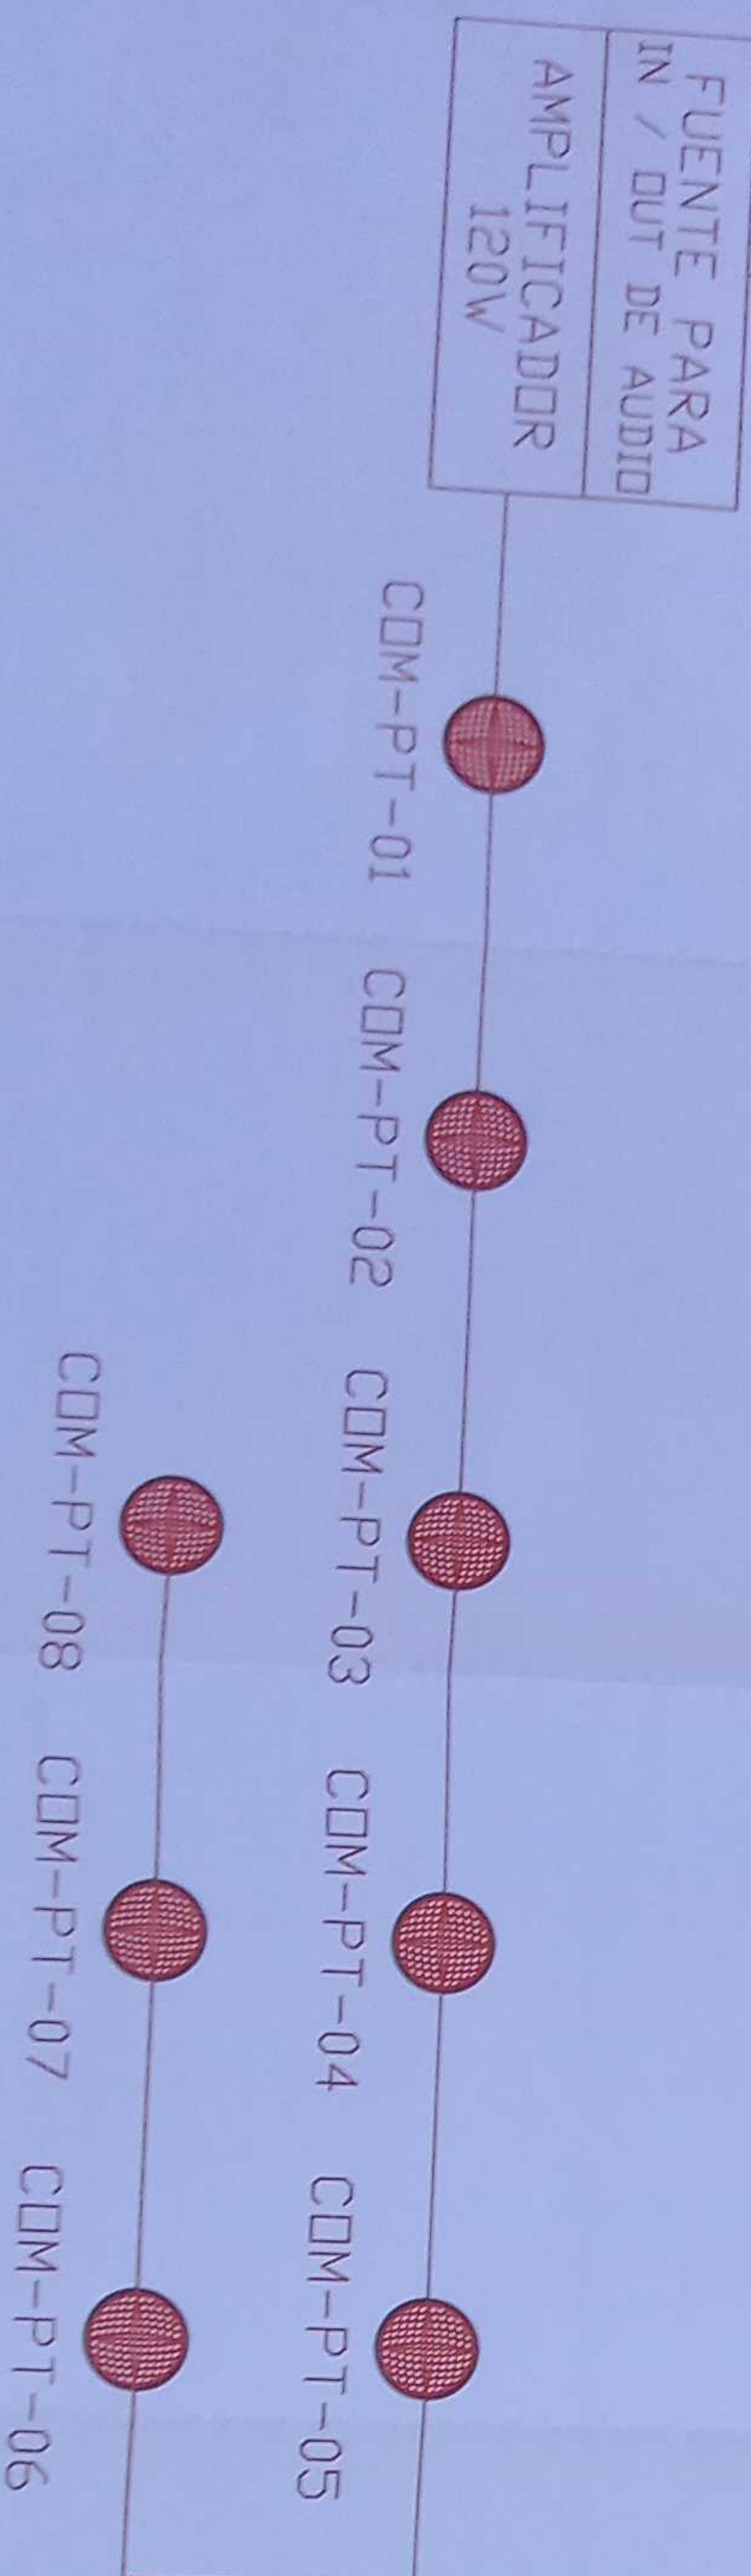 FUENTE PARA
IN / OUT DE AUDIO
AMPLIFICADOR
120W
COM-PT-01
COM-PT-02
COM-PT-03
COM-PT-04
COM-PT-05
COM-PT-08
COM-PT-07
COM-PT-06